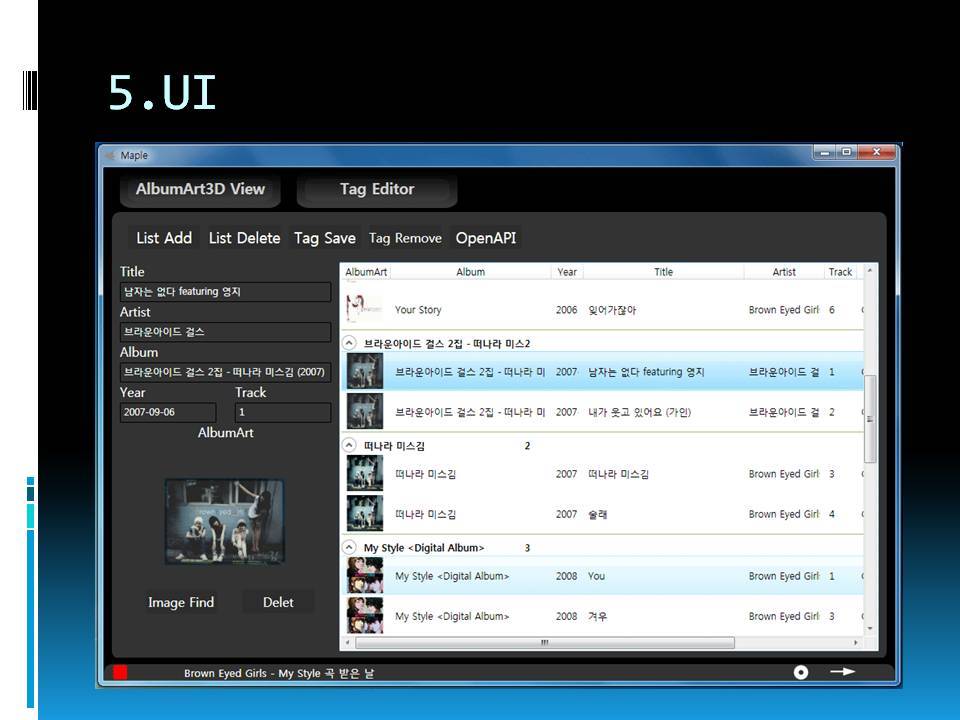 5.UI
Maple
AlbumArt3D View Tag Editor
List Add List Delete Tag Save Tag Remove OpenAPI
Title
남자는 없다 featuring 영지
Artist
브라운아이드 걸스
Album
브라운아이드 걸스 2집 - 떠나라 미스김 (2007)
Year Track
2007-09-06 1
AlbumArt
Image Find Delet
AlbumArt Album Year Title Artist Track
Your Story 2006 잊어가잖아 Brown Eyed Girl 6
브라운아이드 걸스 2집 - 떠나라 미스2
브라운아이드 걸스 2집 - 떠나라 미 2007 남자는 없다 featuring 영지 브라운아이드 걸 1
브라운아이드 걸스 2집 - 떠나라 미 2007 내가 웃고 있어요 (가인) 브라운아이드 걸 2
떠나라 미스김 2
떠나라 미스김 2007 떠나라 미스김 Brown Eyed Girl 3
떠나라 미스김 2007 술래 Brown Eyed Girl 4
My Style <Digital Album> 3
My Style <Digital Album> 2008 You Brown Eyed Girl 1
My Style <Digital Album> 2008 겨우 Brown Eyed Girl 3
Brown Eyed Girls - My Style 곡 받은 날